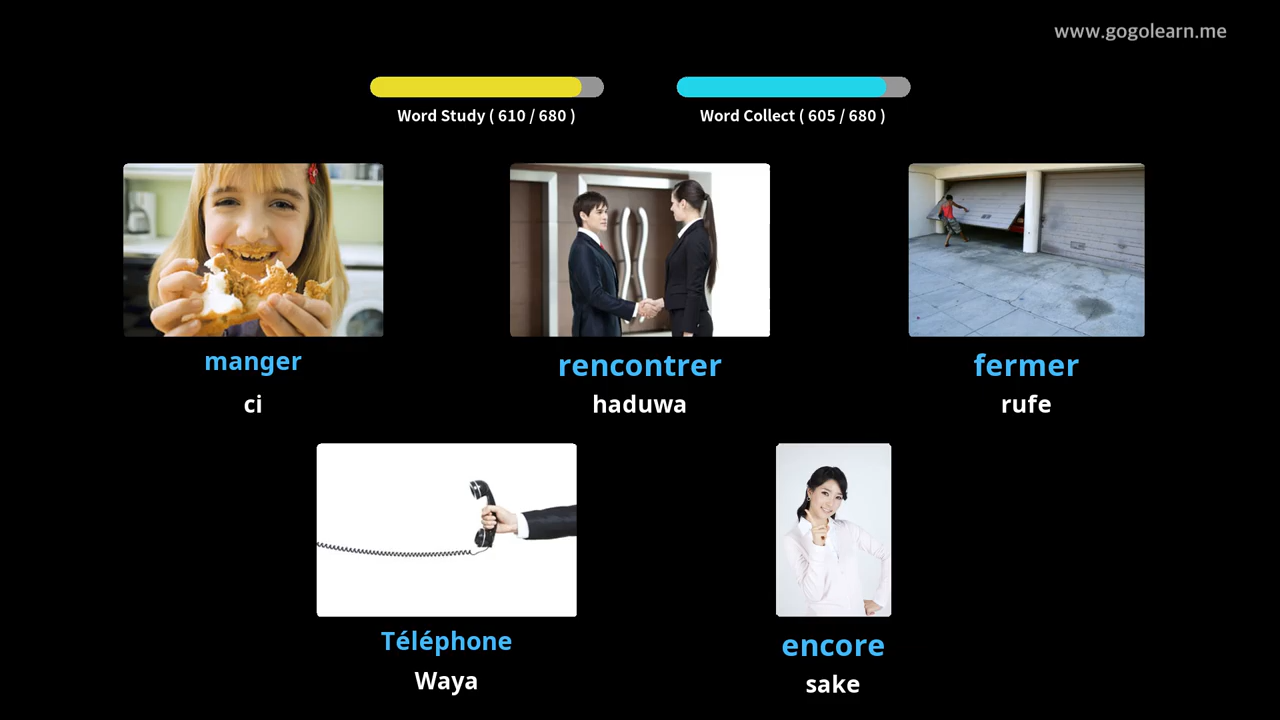 www.gogolearn.me
Word Study ( 610 / 680 )
Word Collect ( 605 / 680 )
manger
ci
rencontrer
haduwa
fermer
rufe
Téléphone
Waya
encore
sake